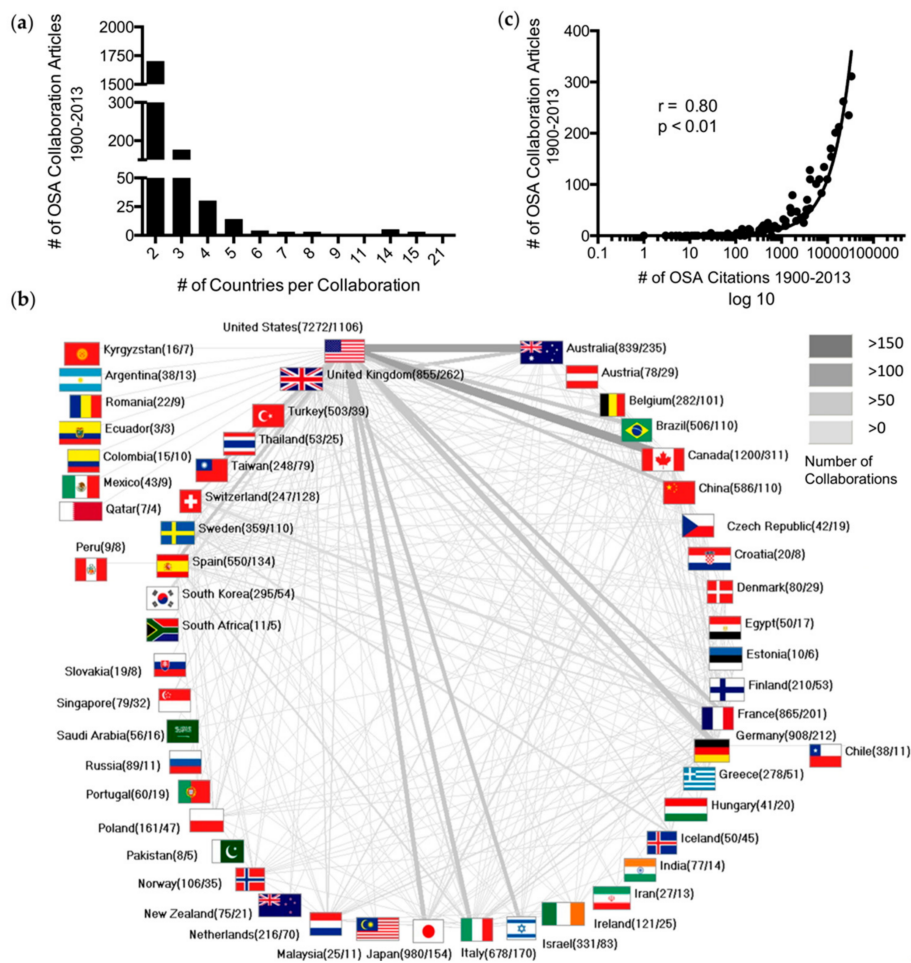 (a)
# of OSA Collaboration Articles
1900-2013
2000
1750
1500
300
200
50
25
0
2
3
4
5
6
7
8
9
11
14
15
21
# of Countries per Collaboration
(c)
# of OSA Collaboration Articles
1900-2013
400
300
200
100
0
r = 0.80
p < 0.01
0.1
1
10
100
1000
10000
100000
# of OSA Citations 1900-2013
log 10
(b)
United States(7272/1106)
Kyrgyzstan(16/7)
Argentina(38/13)
Romania(22/9)
Ecuador(3/3)
Colombia(15/10)
Mexico(43/9)
Qatar(7/4)
Peru(9/8)
United Kingdom(855/262)
Turkey(503/39)
Thailand(53/25)
Taiwan(248/79)
Switzerland(247/128)
Sweden(359/110)
Spain(550/134)
South Korea(295/54)
South Africa(11/5)
Slovakia(19/8)
Singapore(79/32)
Saudi Arabia(56/16)
Russia(89/11)
Portugal(60/19)
Poland(161/47)
Pakistan(8/5)
Norway(106/35)
New Zealand(75/21)
Netherlands(216/70)
Malaysia(25/11)
Japan(980/154)
Italy(678/170)
Israel(331/83)
Ireland(121/25)
Iran(27/13)
India(77/14)
Iceland(50/45)
Hungary(41/20)
Greece(278/51)
Chile(38/11)
Germany(908/212)
France(865/201)
Finland(210/53)
Estonia(10/6)
Egypt(50/17)
Denmark(80/29)
Croatia(20/8)
Czech Republic(42/19)
China(586/110)
Canada(1200/311)
Brazil(506/110)
Belgium(282/101)
Austria(78/29)
Australia(839/235)
>150
>100
>50
>0
Number of
Collaborations